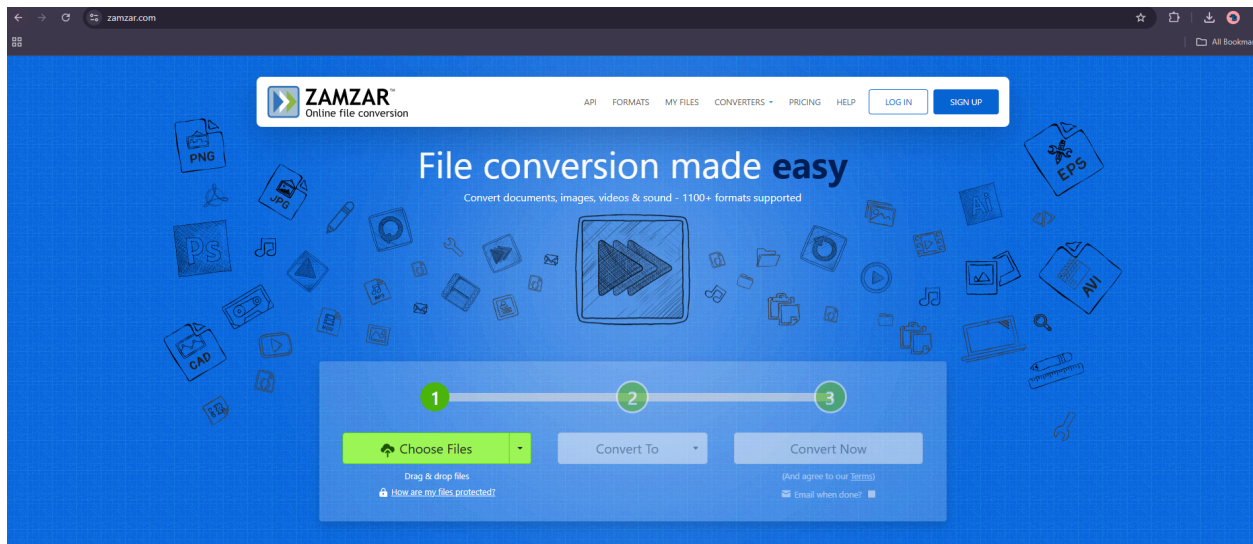 zamzar.com
All Bookma
ZAMZAR™
Online file conversion
API FORMATS MY FILES CONVERTERS PRICING HELP LOG IN SIGN UP
File conversion made easy
Convert documents, images, videos & sound - 1100+ formats supported
PNG
JPG
EPS
Ai
PS
AVI
MP3
CAD
1 2 3
Choose Files Convert To Convert Now
Drag & drop files
(And agree to our Terms)
How are my files protected?
Email when done?